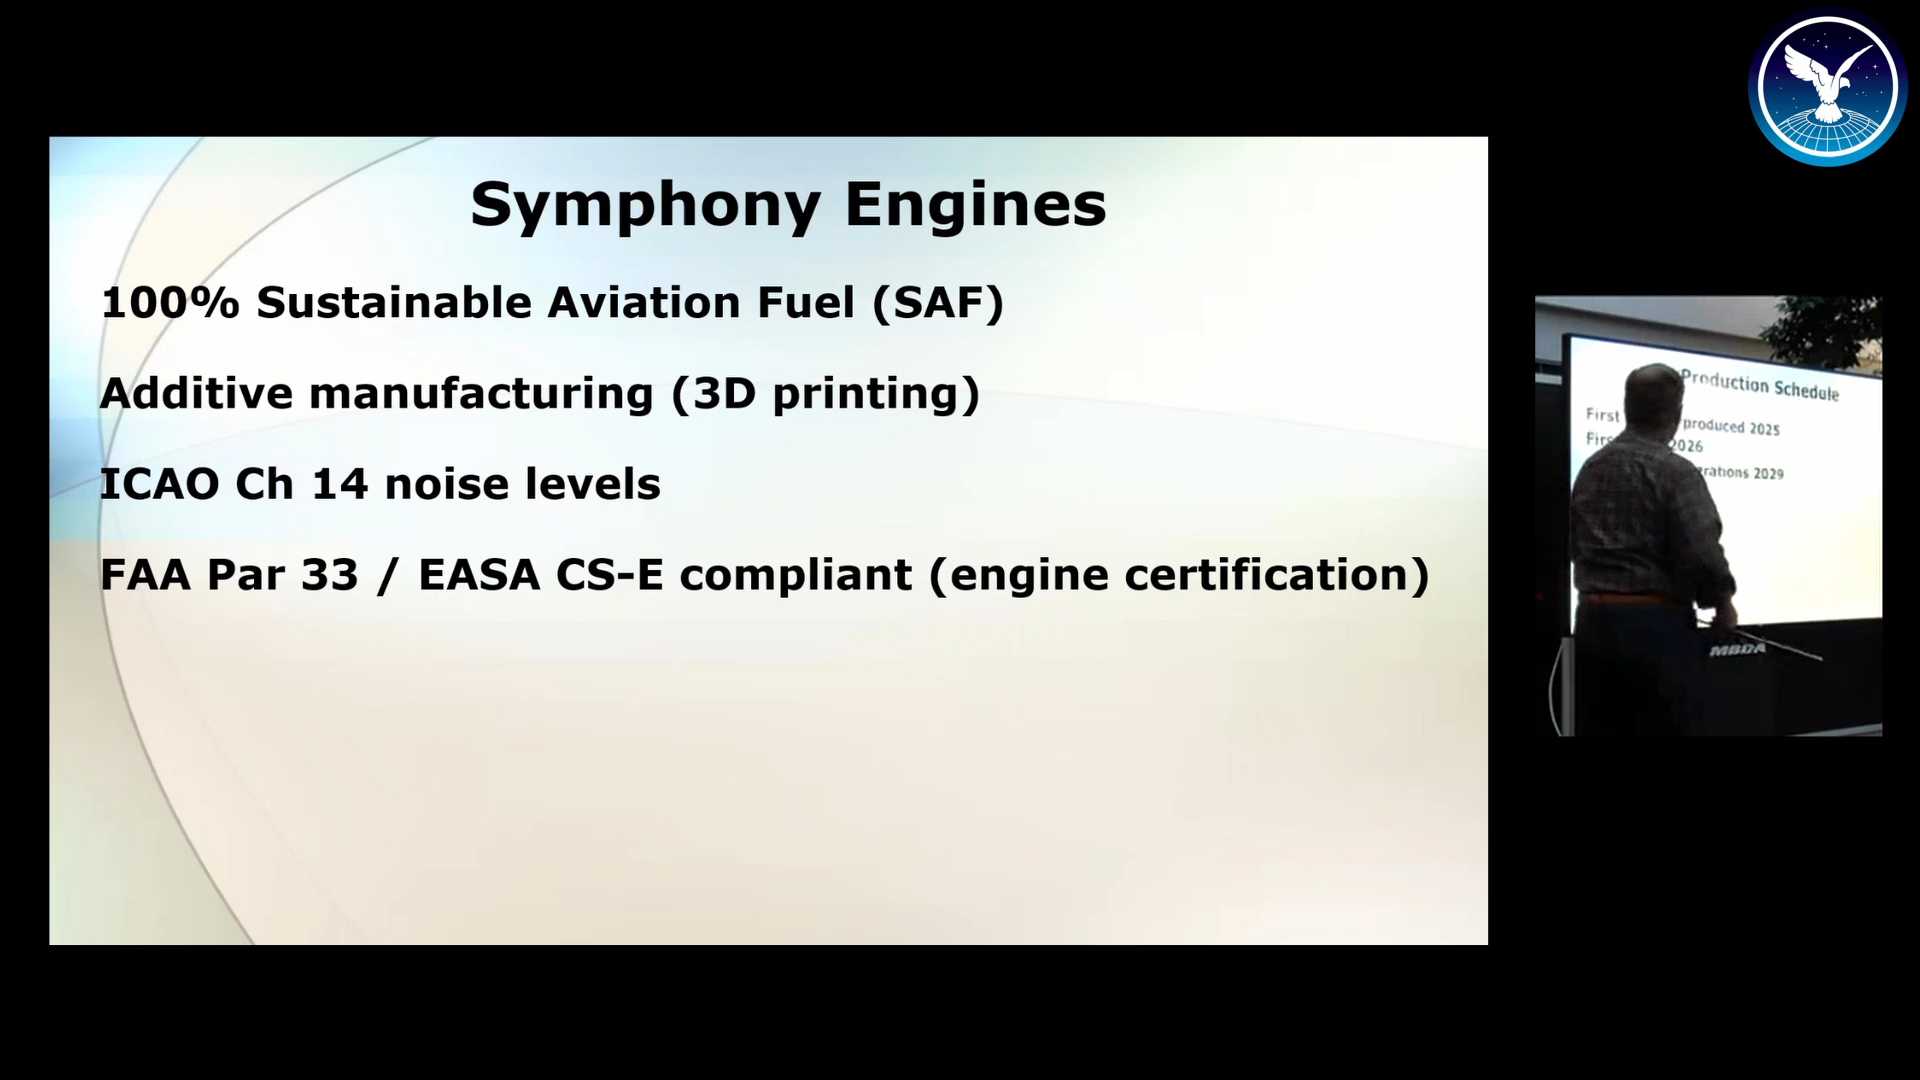 Symphony Engines
100% Sustainable Aviation Fuel (SAF)
Additive manufacturing (3D printing)
ICAO Ch 14 noise levels
FAA Par 33 / EASA CS-E compliant (engine certification)
Production Schedule
First produced 2025
2026
2029
MBDA